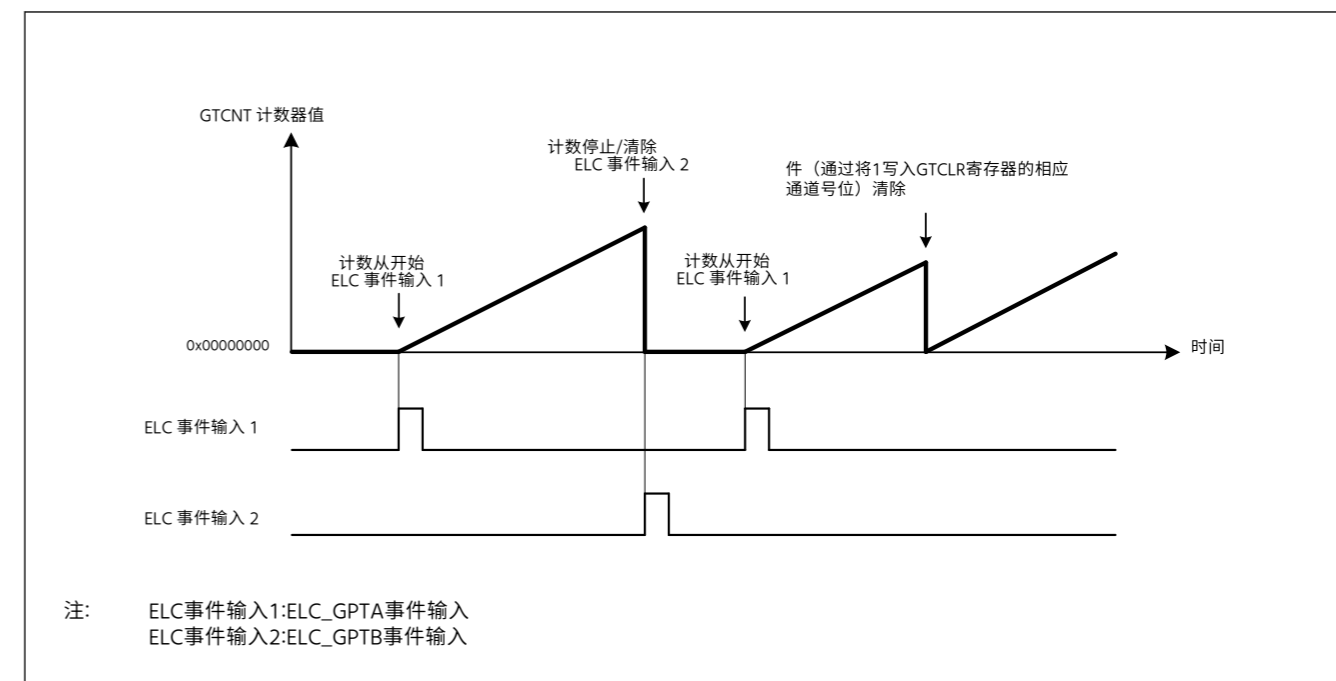 GTCNT 计数器值
计数停止/清除
ELC 事件输入 2
件（通过将1写入GTCLR寄存器的相应
通道号位）清除
计数从开始
ELC 事件输入 1
计数从开始
ELC 事件输入 1
0x00000000
时间
ELC 事件输入 1
ELC 事件输入 2
注:
ELC事件输入1:ELC_GPTA事件输入
ELC事件输入2:ELC_GPTB事件输入